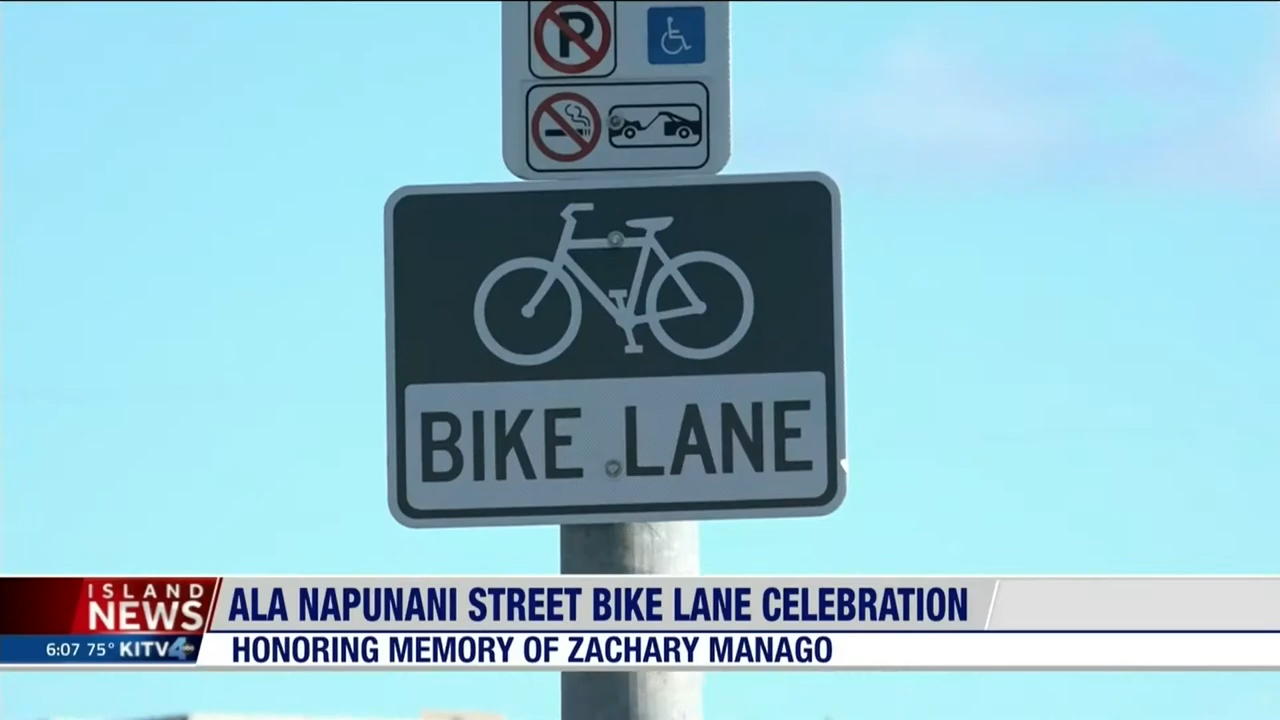 P
BIKE LANE
ISLAND
NEWS
ALA NAPUNANI STREET BIKE LANE CELEBRATION
6:07 75° KITV4 abc
HONORING MEMORY OF ZACHARY MANAGO